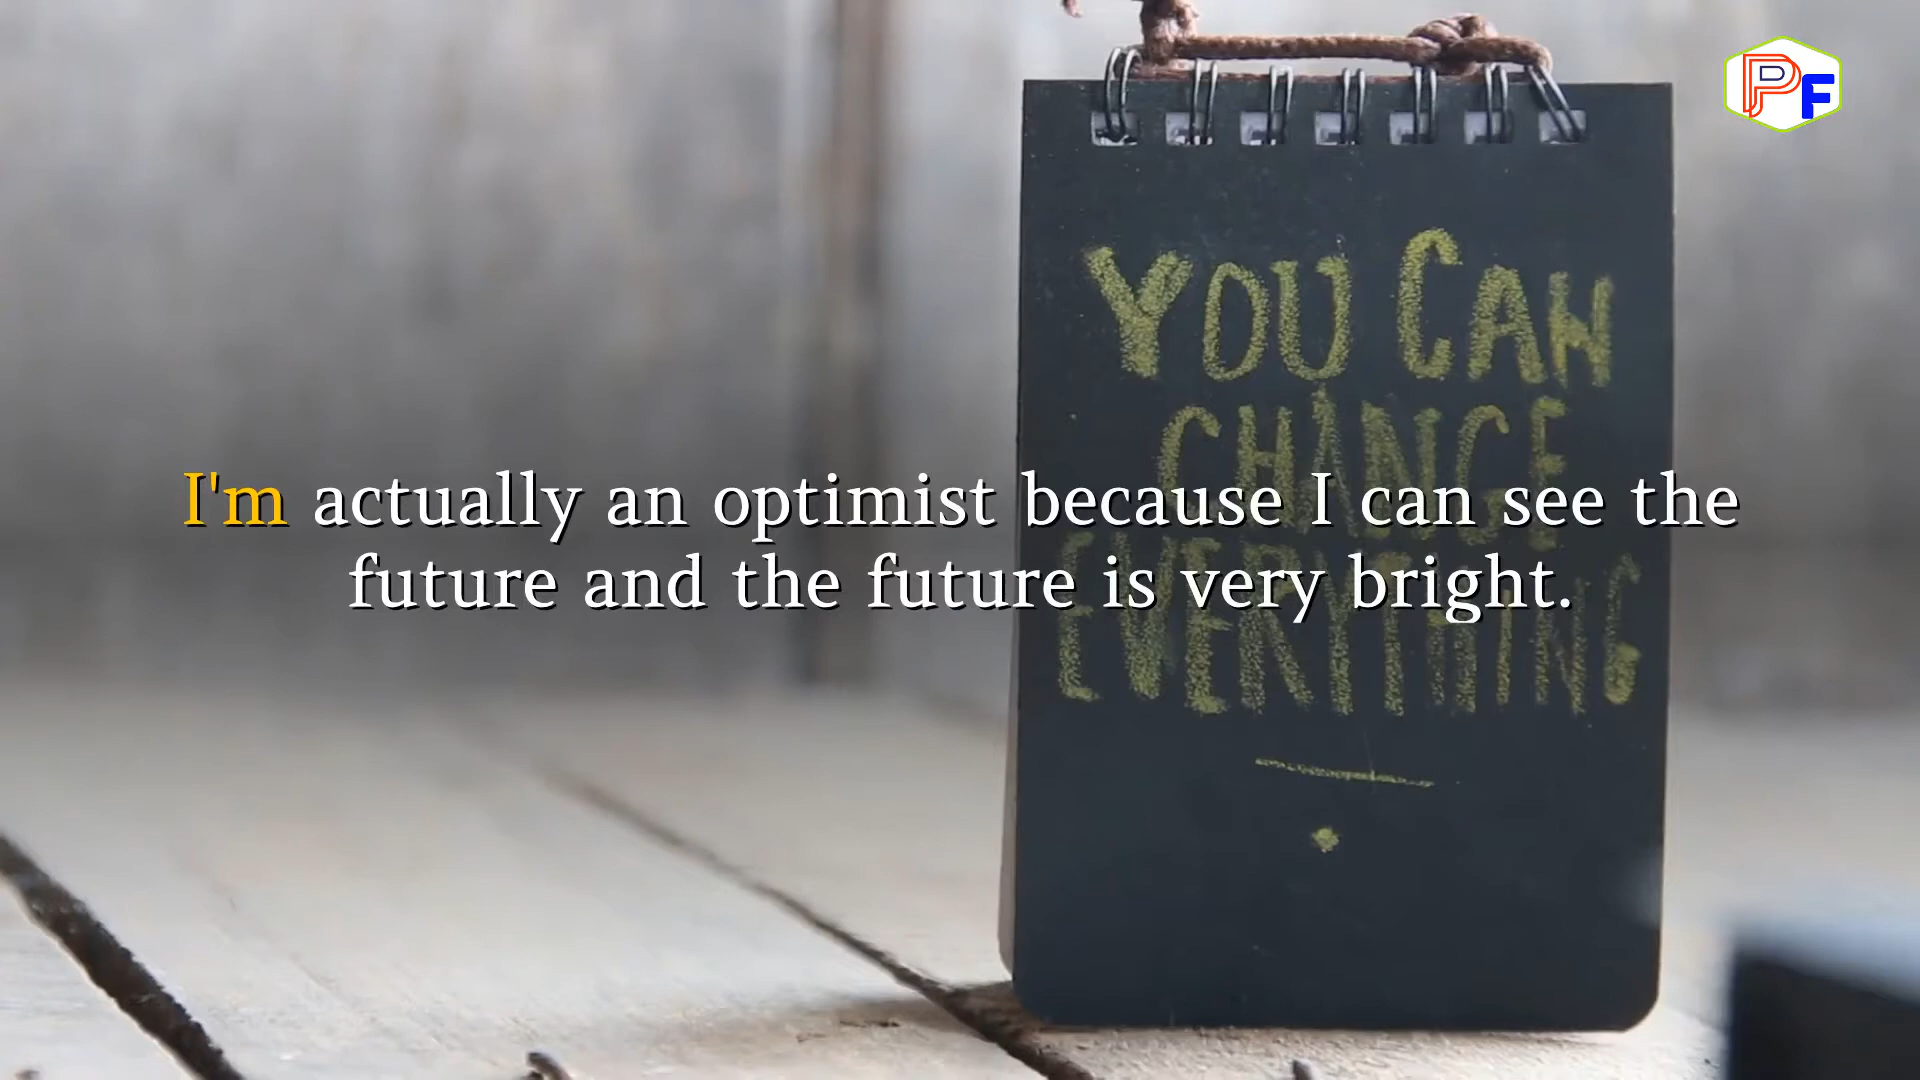 PF
YOU CAN
CHANGE
EVERYTHING
I'm actually an optimist because I can see the
future and the future is very bright.